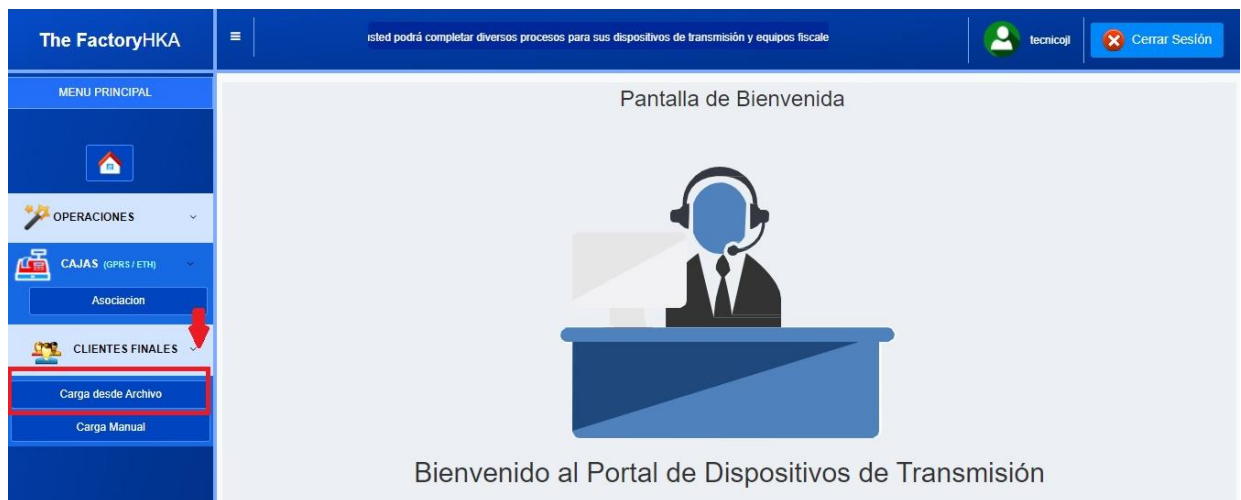 The FactoryHKA
≡
usted podrá completar diversos procesos para sus dispositivos de transmisión y equipos fiscale
tecnicojl
Cerrar Sesión
MENU PRINCIPAL
OPERACIONES
CAJAS (GPRS / ETH)
Asociacion
CLIENTES FINALES
Carga desde Archivo
Carga Manual
Pantalla de Bienvenida
Bienvenido al Portal de Dispositivos de Transmisión